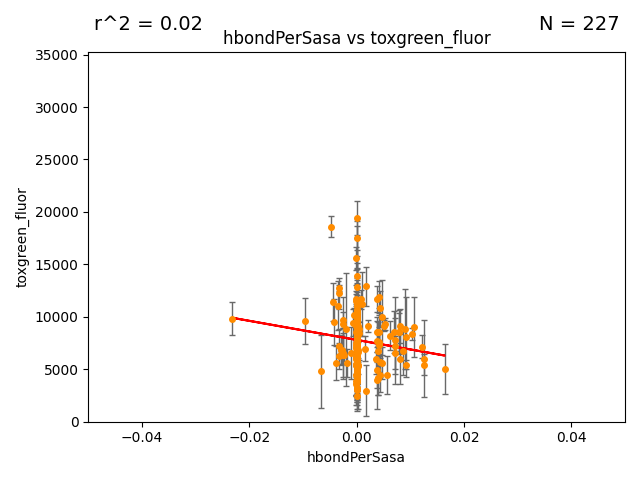 r^2 = 0.02
N = 227
hbondPerSasa vs toxgreen_fluor
35000
30000
25000
20000
15000
10000
5000
0
toxgreen_fluor
−0.04
−0.02
0.00
0.02
0.04
hbondPerSasa